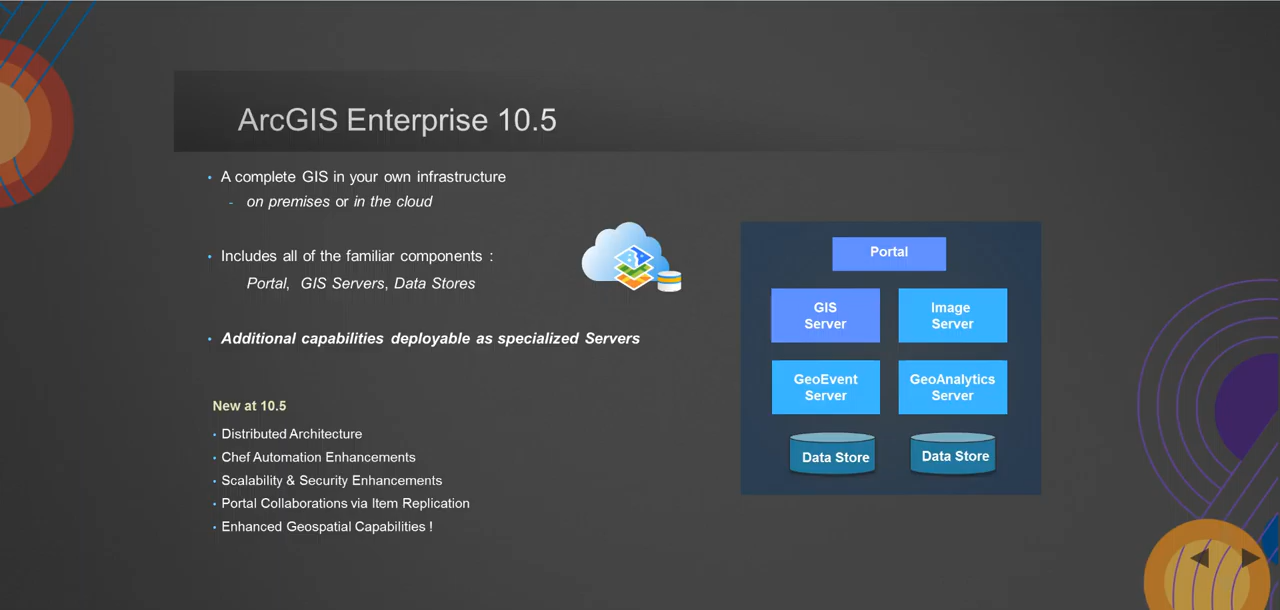 ArcGIS Enterprise 10.5
• A complete GIS in your own infrastructure
- on premises or in the cloud
• Includes all of the familiar components :
Portal, GIS Servers, Data Stores
• Additional capabilities deployable as specialized Servers
New at 10.5
• Distributed Architecture
• Chef Automation Enhancements
• Scalability & Security Enhancements
• Portal Collaborations via Item Replication
• Enhanced Geospatial Capabilities !
Portal
GIS
Server
Image
Server
GeoEvent
Server
GeoAnalytics
Server
Data Store
Data Store